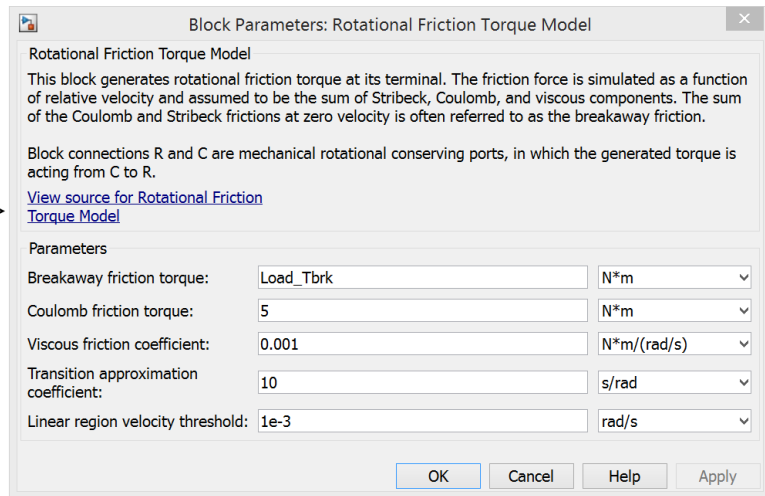 Block Parameters: Rotational Friction Torque Model
Rotational Friction Torque Model
This block generates rotational friction torque at its terminal. The friction force is simulated as a function
of relative velocity and assumed to be the sum of Stribeck, Coulomb, and viscous components. The sum
of the Coulomb and Stribeck frictions at zero velocity is often referred to as the breakaway friction.
Block connections R and C are mechanical rotational conserving ports, in which the generated torque is
acting from C to R.
View source for Rotational Friction
Torque Model
Parameters
Breakaway friction torque: Load_Tbrk N*m
Coulomb friction torque: 5 N*m
Viscous friction coefficient: 0.001 N*m/(rad/s)
Transition approximation
coefficient: 10 s/rad
Linear region velocity threshold: 1e-3 rad/s
OK Cancel Help Apply